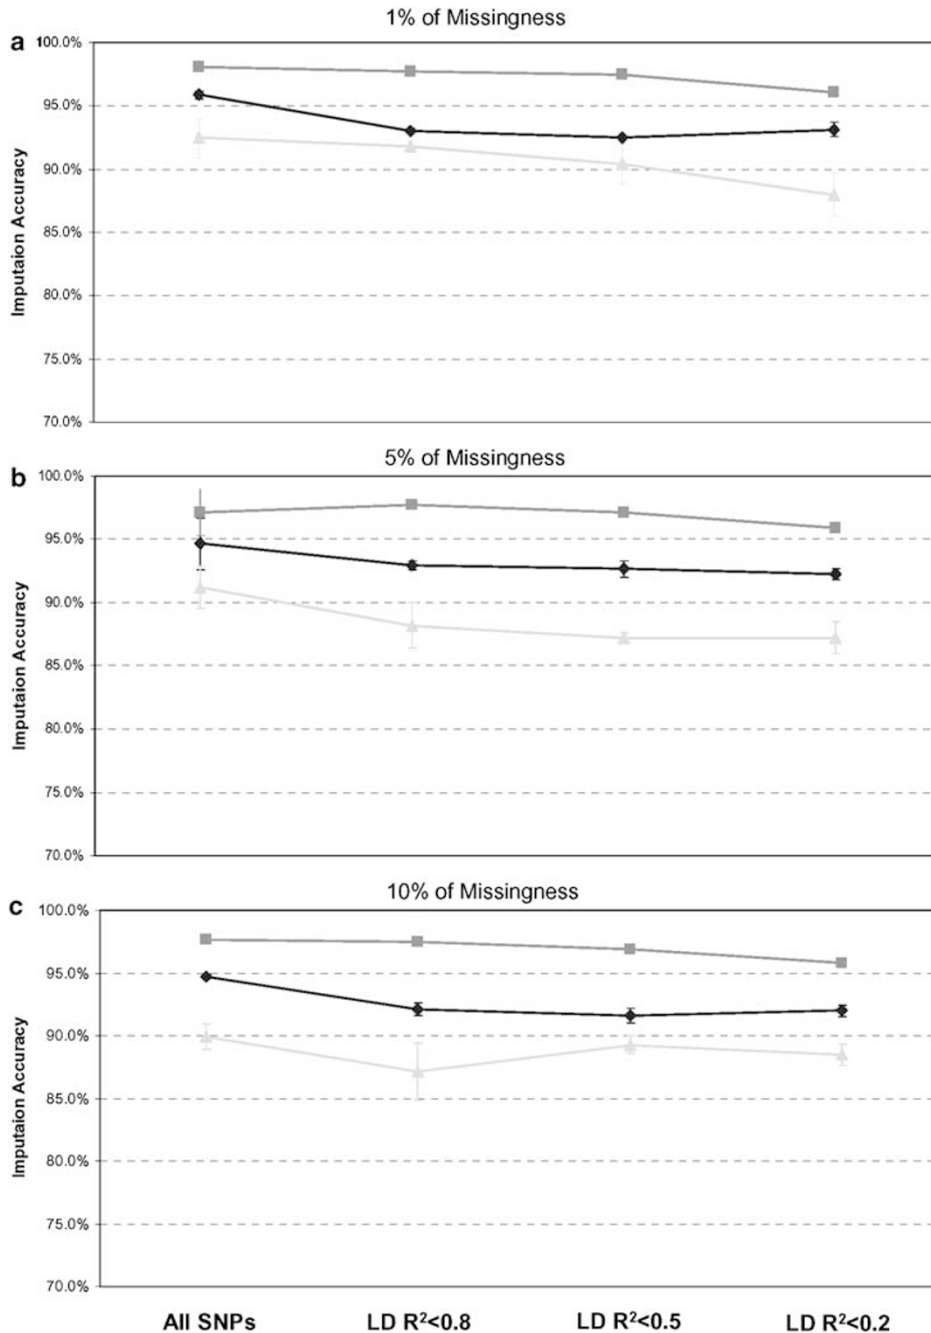 1% of Missingness
a
100.0%
95.0%
90.0%
85.0%
80.0%
75.0%
70.0%
Imputaion Accuracy
5% of Missingness
b
100.0%
95.0%
90.0%
85.0%
80.0%
75.0%
70.0%
Imputaion Accuracy
10% of Missingness
c
100.0%
95.0%
90.0%
85.0%
80.0%
75.0%
70.0%
Imputaion Accuracy
All SNPs LD R²<0.8 LD R²<0.5 LD R²<0.2